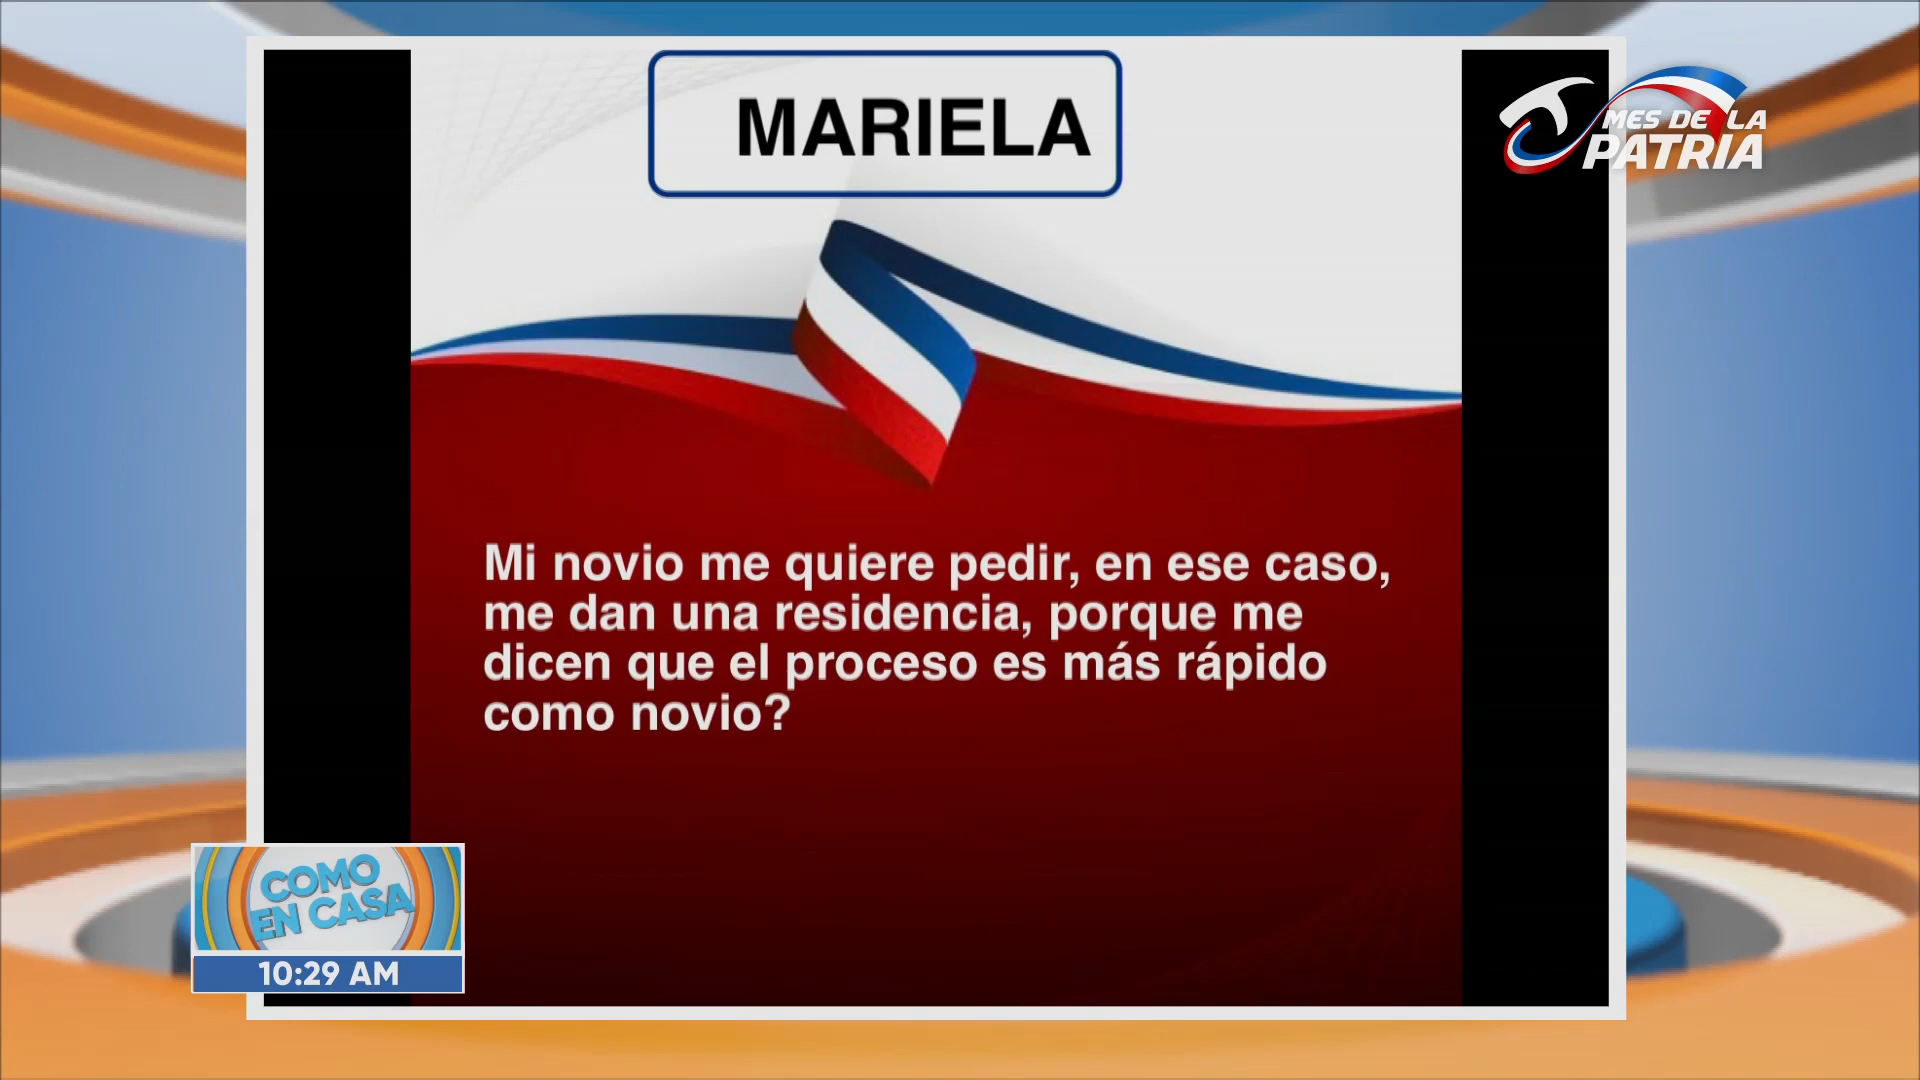 MARIELA
MES DE LA
PATRIA
Mi novio me quiere pedir, en ese caso,
me dan una residencia, porque me
dicen que el proceso es más rápido
como novio?
COMO
EN CASA
10:29 AM